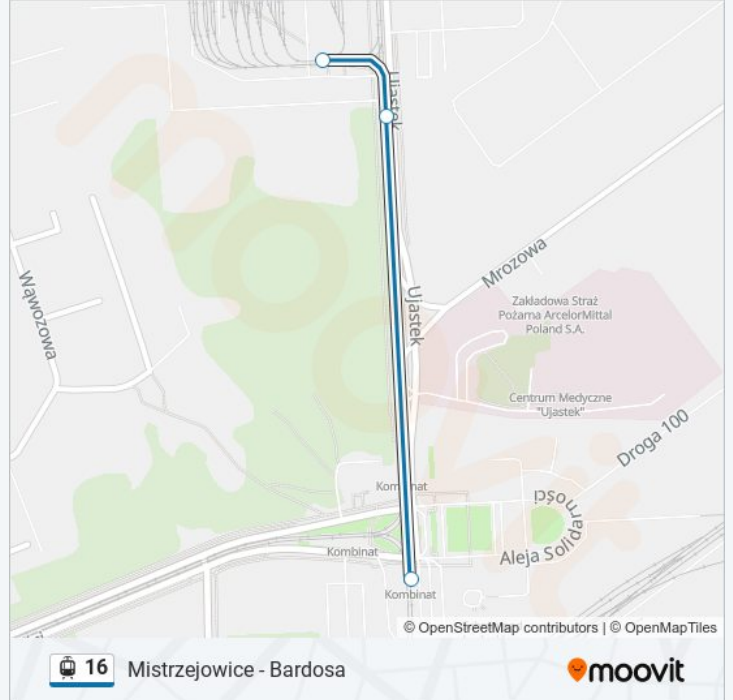 Ujastek
Mrozowa
Wąwozowa
Zakładowa Straż
Pożarna ArcelorMittal
Poland S.A.
Ujastek
Centrum Medyczne
"Ujastek"
Droga 100
Kombinat
Aleja Solidarności
Kombinat
Kombinat
© OpenStreetMap contributors | © OpenMapTiles
16 Mistrzejowice - Bardosa
moovit